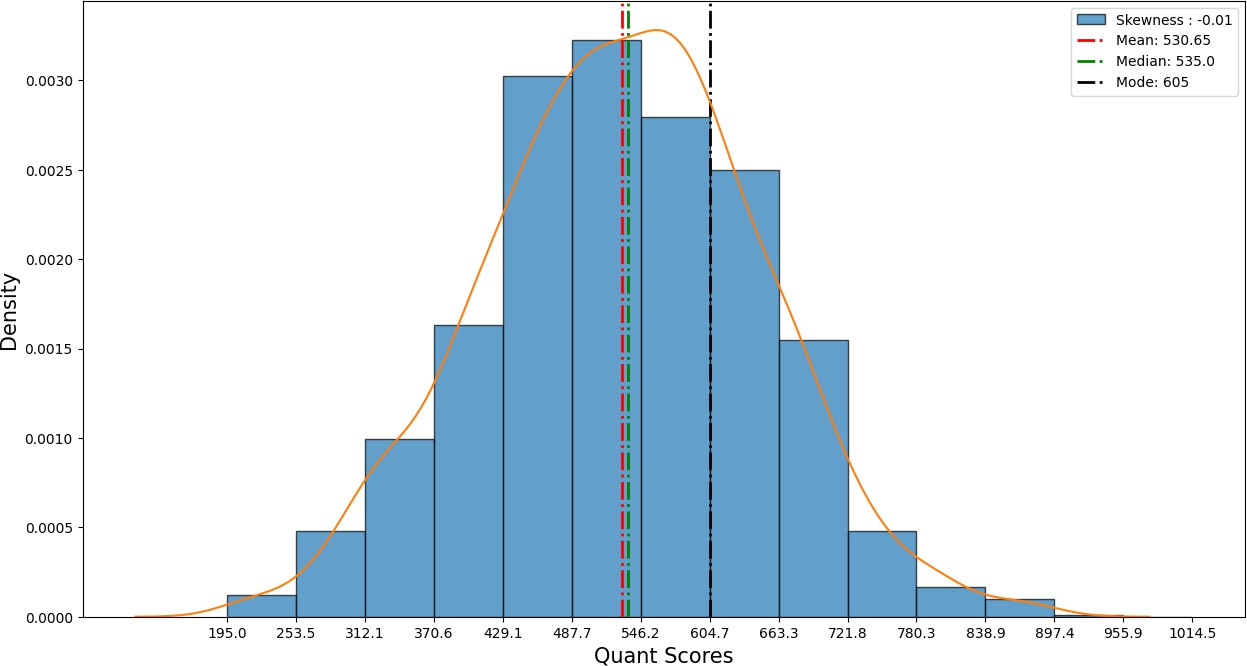 Skewness : -0.01
Mean: 530.65
Median: 535.0
Mode: 605
Density
0.0030
0.0025
0.0020
0.0015
0.0010
0.0005
0.0000
195.0 253.5 312.1 370.6 429.1 487.7 546.2 604.7 663.3 721.8 780.3 838.9 897.4 955.9 1014.5
Quant Scores